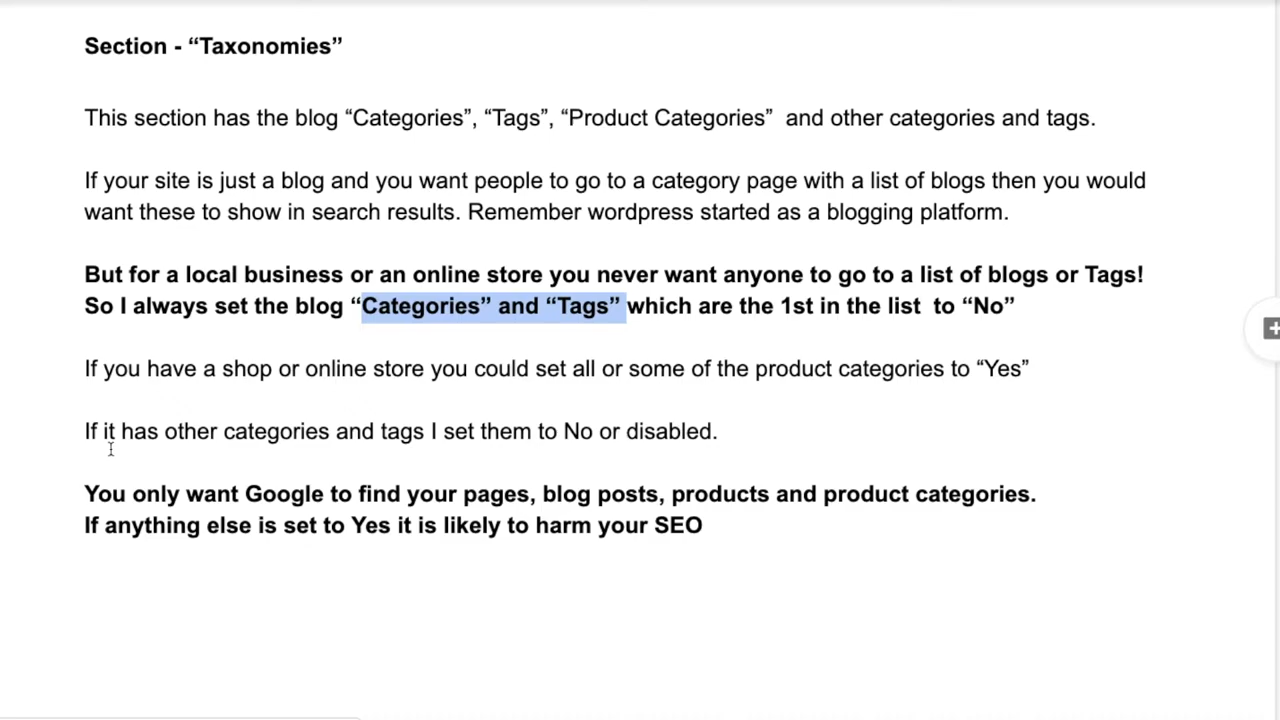 Section - “Taxonomies”
This section has the blog “Categories”, “Tags”, “Product Categories”  and other categories and tags.
If your site is just a blog and you want people to go to a category page with a list of blogs then you would
want these to show in search results. Remember wordpress started as a blogging platform.
But for a local business or an online store you never want anyone to go to a list of blogs or Tags!
So I always set the blog “Categories” and “Tags” which are the 1st in the list  to “No”
If you have a shop or online store you could set all or some of the product categories to “Yes”
If it has other categories and tags I set them to No or disabled.
You only want Google to find your pages, blog posts, products and product categories.
If anything else is set to Yes it is likely to harm your SEO